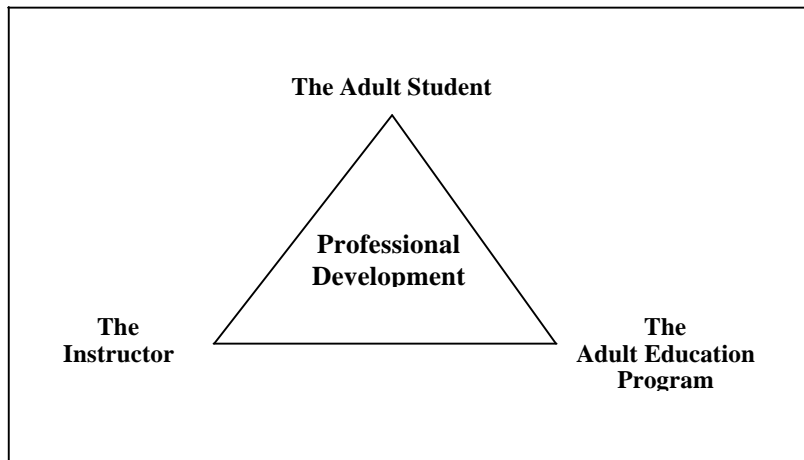 The Adult Student
Professional
Development
The
Instructor
The
Adult Education
Program